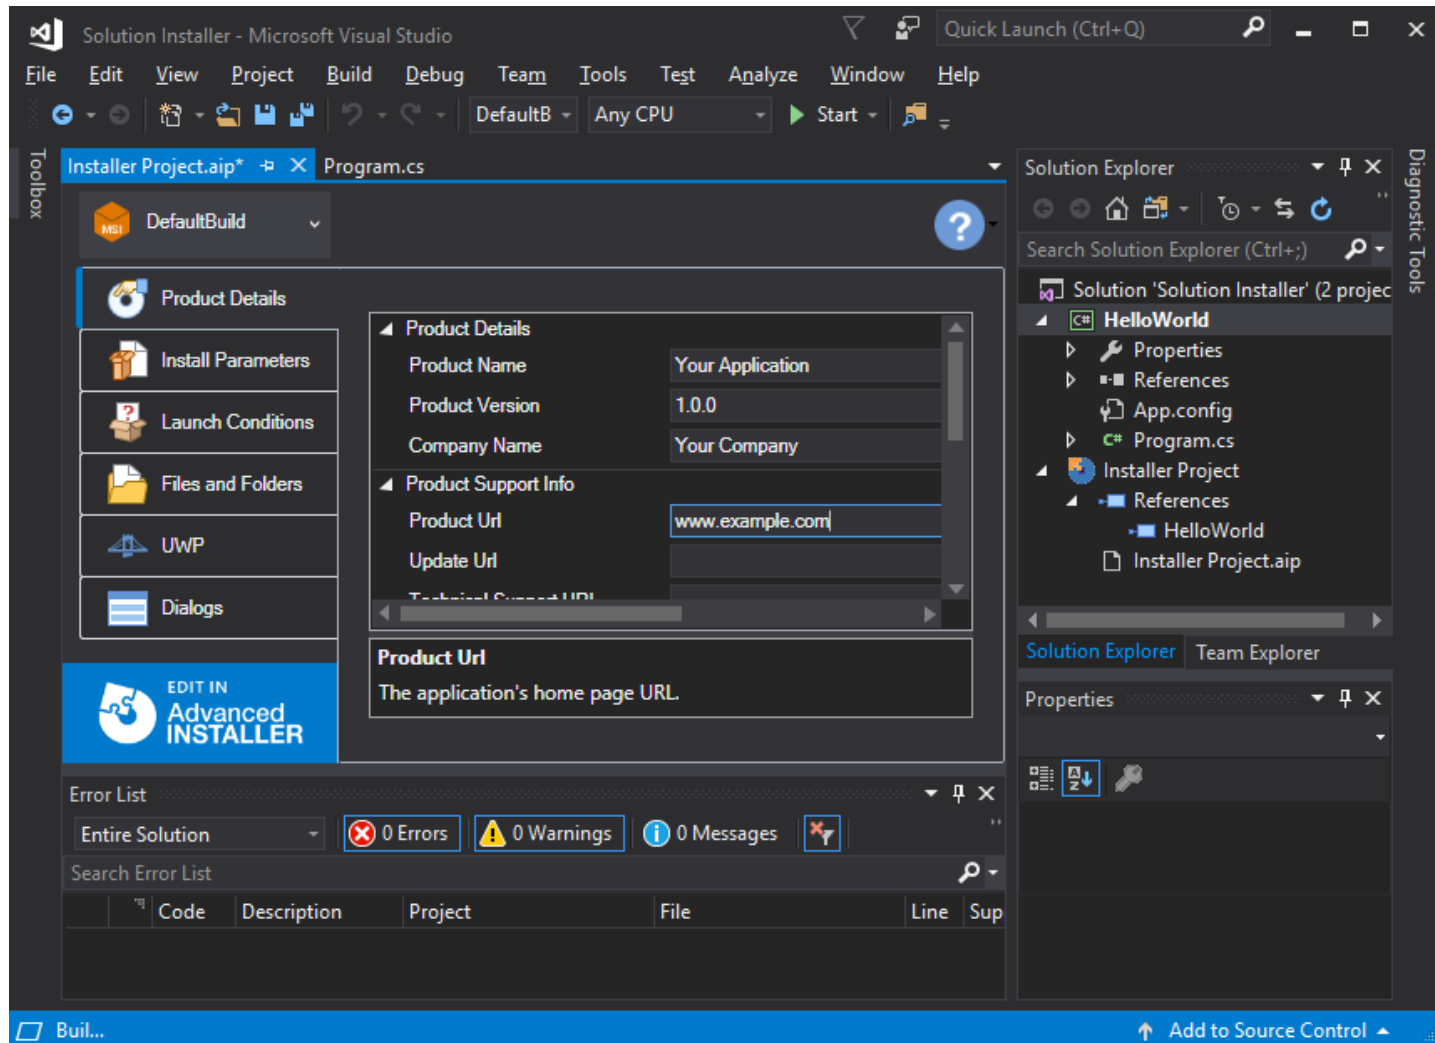 Solution Installer - Microsoft Visual Studio
Quick Launch (Ctrl+Q)
File Edit View Project Build Debug Team Tools Test Analyze Window Help
DefaultB Any CPU Start
Toolbox
Installer Project.aip* Program.cs
MSI DefaultBuild
?
Product Details
Install Parameters
Launch Conditions
Files and Folders
UWP
Dialogs
EDIT IN
Advanced
INSTALLER
Product Details
Product Name Your Application
Product Version 1.0.0
Company Name Your Company
Product Support Info
Product Url www.example.com
Update Url
Technical Support URL
Product Url
The application's home page URL.
Error List
Entire Solution 0 Errors 0 Warnings 0 Messages
Search Error List
Code Description Project File Line Sup
Solution Explorer
Search Solution Explorer (Ctrl+;)
Solution 'Solution Installer' (2 projec
C# HelloWorld
Properties
References
App.config
C# Program.cs
Installer Project
References
HelloWorld
Installer Project.aip
Solution Explorer Team Explorer
Properties
Diagnostic Tools
Buil...
Add to Source Control